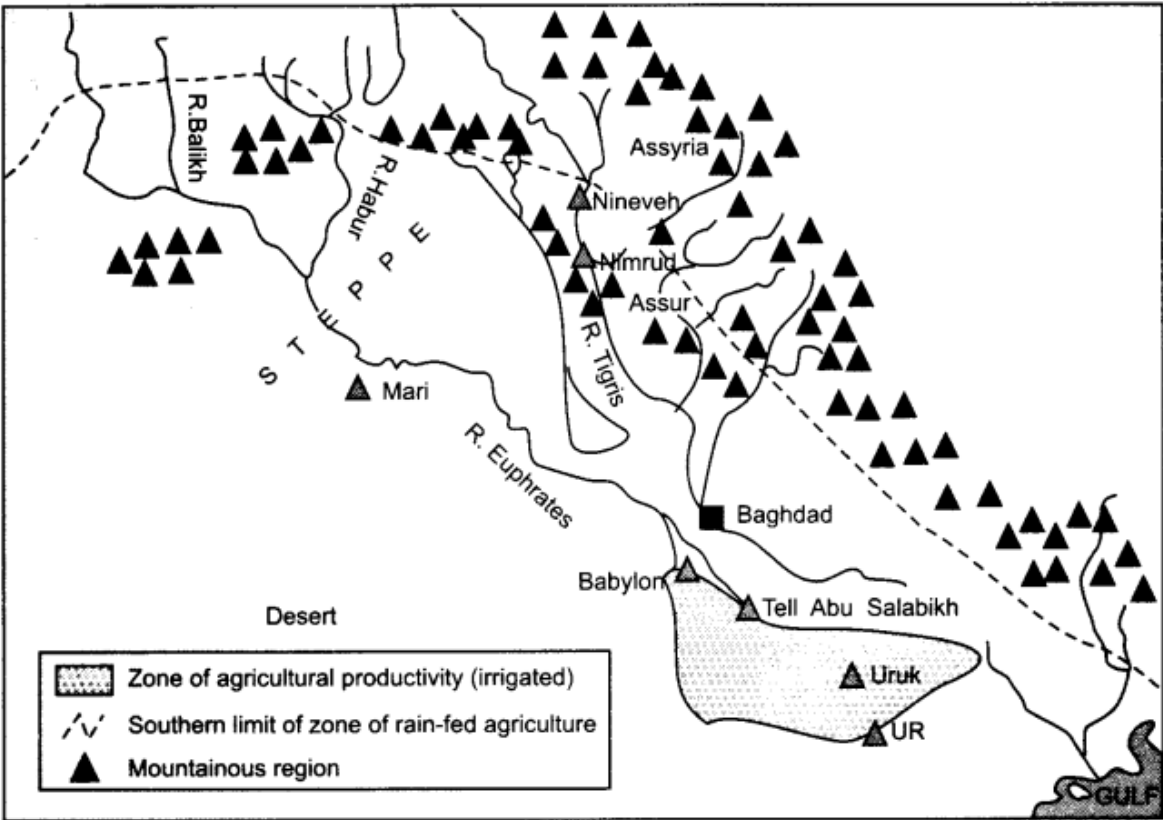 R.Balikh
R.Habur
STEPPE
Assyria
Nineveh
Nimrud
Assur
R. Tigris
Mari
R. Euphrates
Baghdad
Babylon
Tell Abu Salabikh
Desert
Uruk
UR
Zone of agricultural productivity (irrigated)
Southern limit of zone of rain-fed agriculture
Mountainous region
GULF